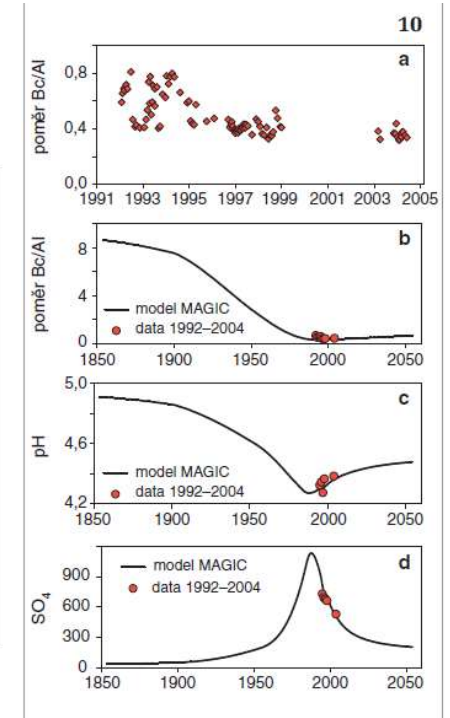 10
a
poměr Bc/Al
0,8
0,4
0,0
1991 1993 1995 1997 1999 2001 2003 2005
b
poměr Bc/Al
8
4
0
model MAGIC
data 1992–2004
1850 1900 1950 2000 2050
c
pH
5,0
4,6
4,2
model MAGIC
data 1992–2004
1850 1900 1950 2000 2050
d
SO₄
900
600
300
0
model MAGIC
data 1992–2004
1850 1900 1950 2000 2050